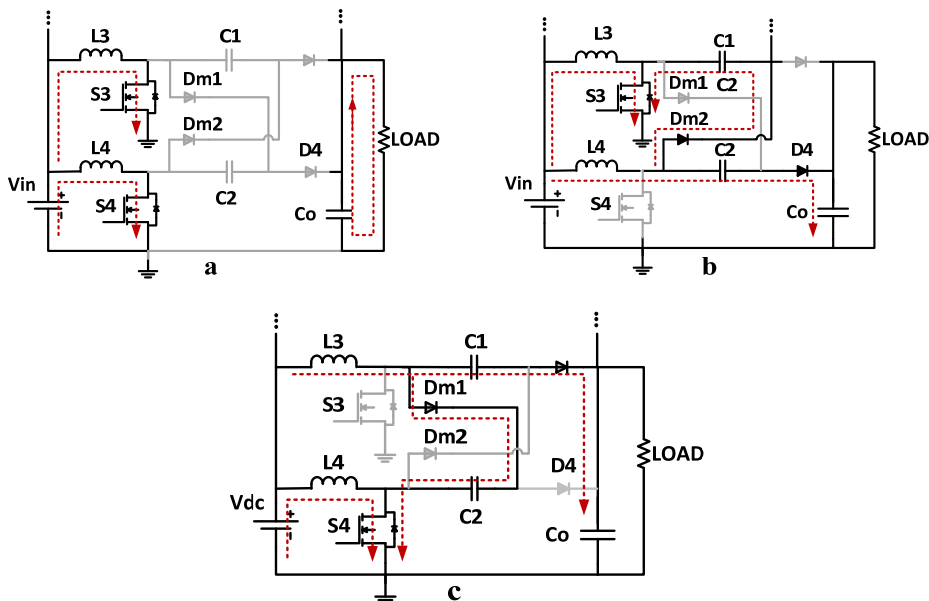 L3
C1
Dm1
S3
Dm2
LOAD
L4
D4
C2
Vin
S4
Co
a
L3
C1
C2
S3
Dm1
Dm2
LOAD
L4
C2
D4
Vin
S4
Co
b
L3
C1
Dm1
S3
Dm2
LOAD
L4
D4
Vdc
C2
S4
Co
c